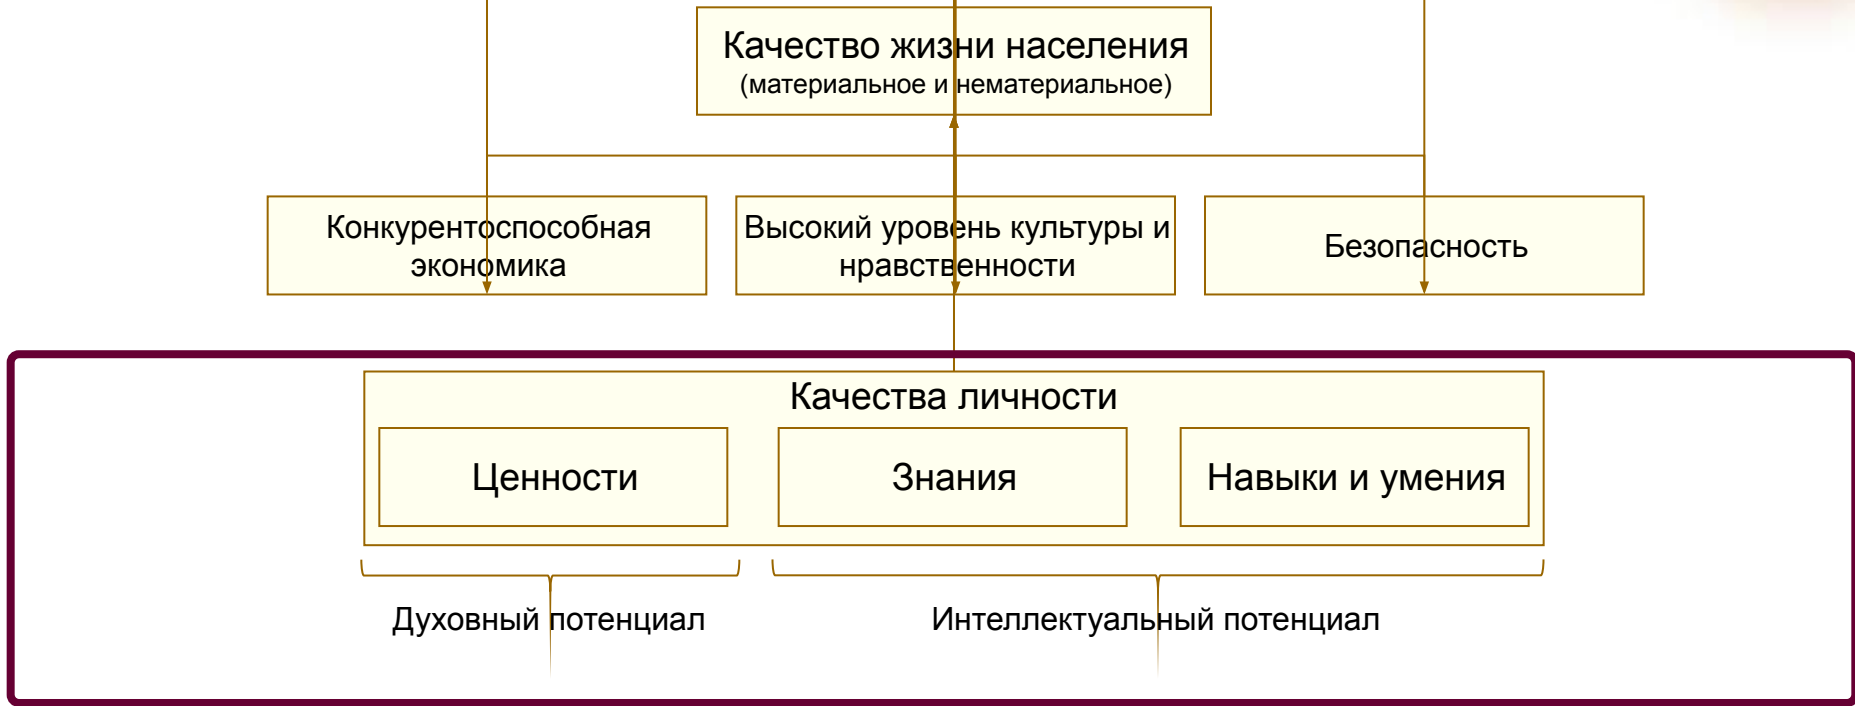 Качество жизни населения
(материальное и нематериальное)
Конкурентоспособная
экономика
Высокий уровень культуры и
нравственности
Безопасность
Качества личности
Ценности
Знания
Навыки и умения
Духовный потенциал
Интеллектуальный потенциал